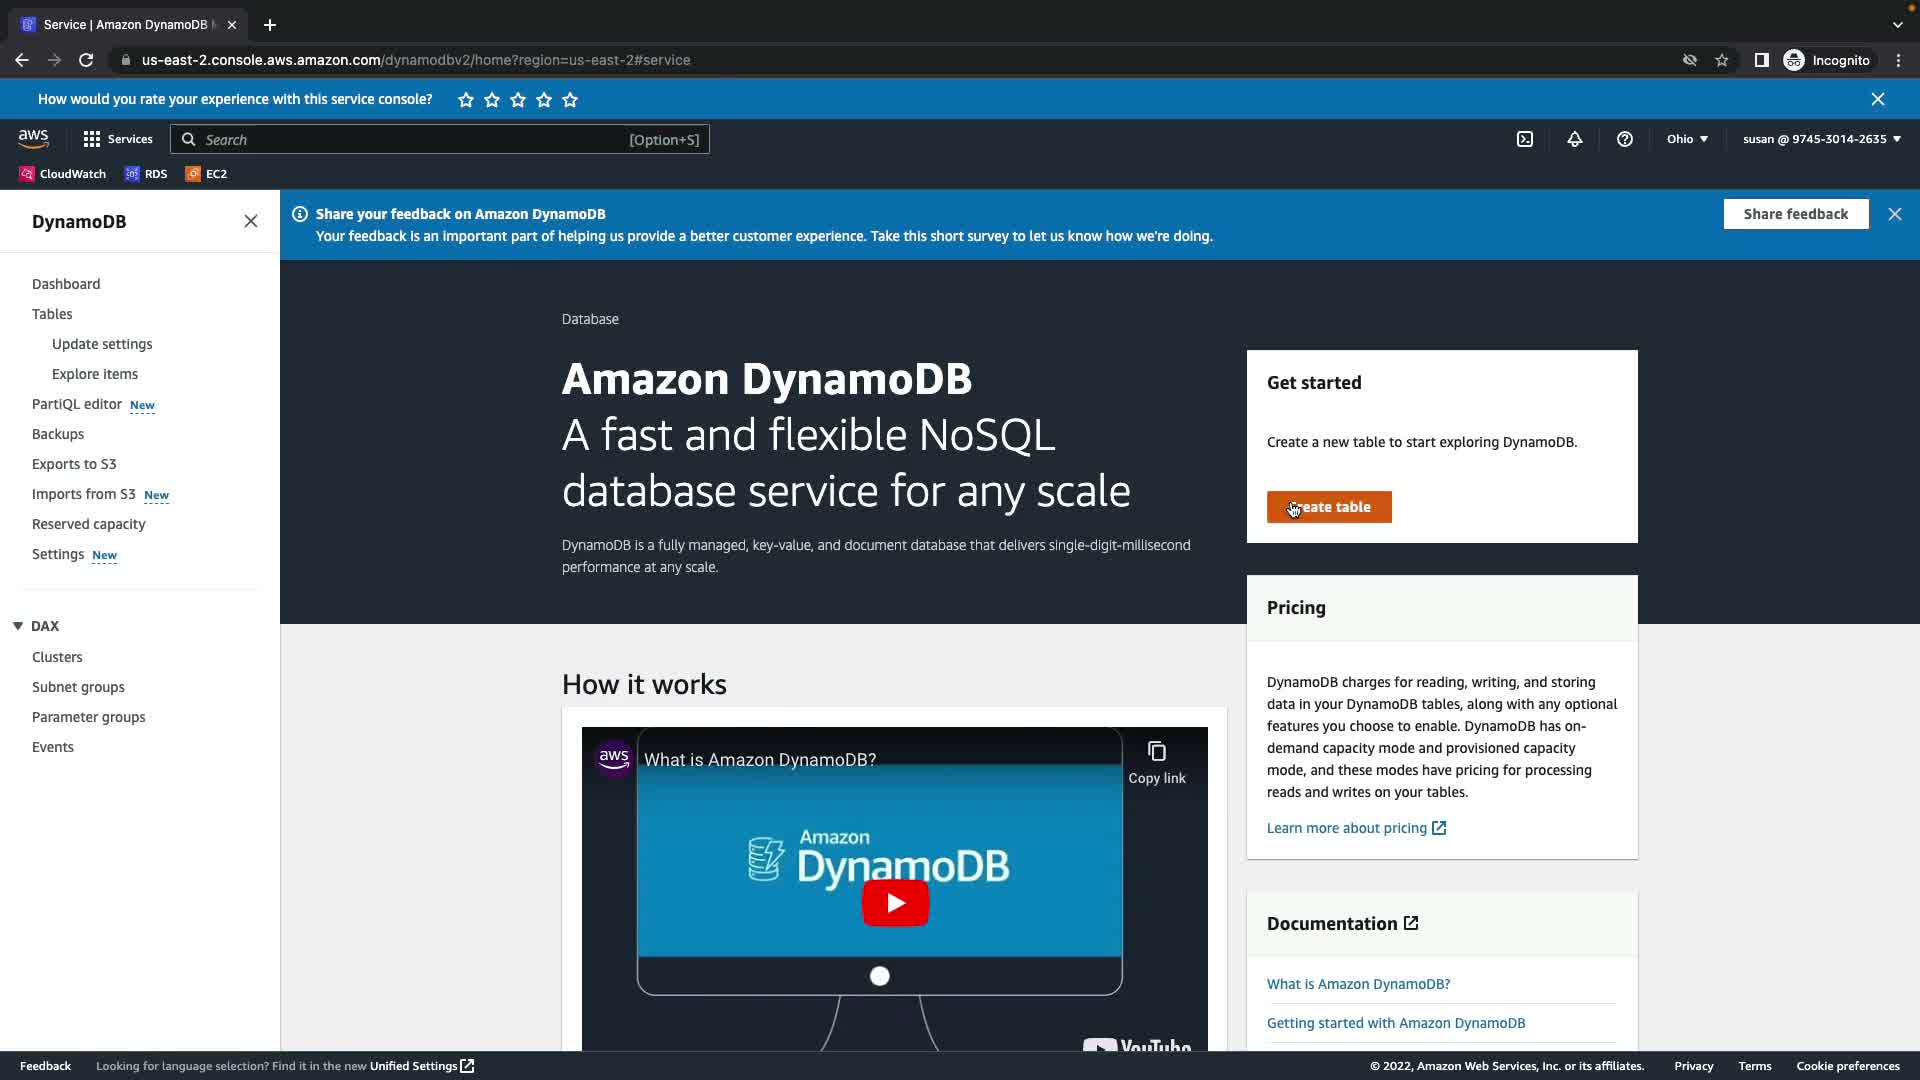 Service | Amazon DynamoDB
us-east-2.console.aws.amazon.com/dynamodbv2/home?region=us-east-2#service
Incognito
How would you rate your experience with this service console?
aws
Services
Search
[Option+S]
Ohio
susan @ 9745-3014-2635
CloudWatch
RDS
EC2
DynamoDB
Dashboard
Tables
Update settings
Explore items
PartiQL editor New
Backups
Exports to S3
Imports from S3 New
Reserved capacity
Settings New
DAX
Clusters
Subnet groups
Parameter groups
Events
Share your feedback on Amazon DynamoDB
Your feedback is an important part of helping us provide a better customer experience. Take this short survey to let us know how we're doing.
Share feedback
Database
Amazon DynamoDB
A fast and flexible NoSQL
database service for any scale
DynamoDB is a fully managed, key-value, and document database that delivers single-digit-millisecond
performance at any scale.
Get started
Create a new table to start exploring DynamoDB.
Create table
How it works
aws
What is Amazon DynamoDB?
Copy link
Amazon
DynamoDB
YouTube
Pricing
DynamoDB charges for reading, writing, and storing
data in your DynamoDB tables, along with any optional
features you choose to enable. DynamoDB has on-
demand capacity mode and provisioned capacity
mode, and these modes have pricing for processing
reads and writes on your tables.
Learn more about pricing
Documentation
What is Amazon DynamoDB?
Getting started with Amazon DynamoDB
Feedback
Looking for language selection? Find it in the new Unified Settings
© 2022, Amazon Web Services, Inc. or its affiliates.
Privacy
Terms
Cookie preferences